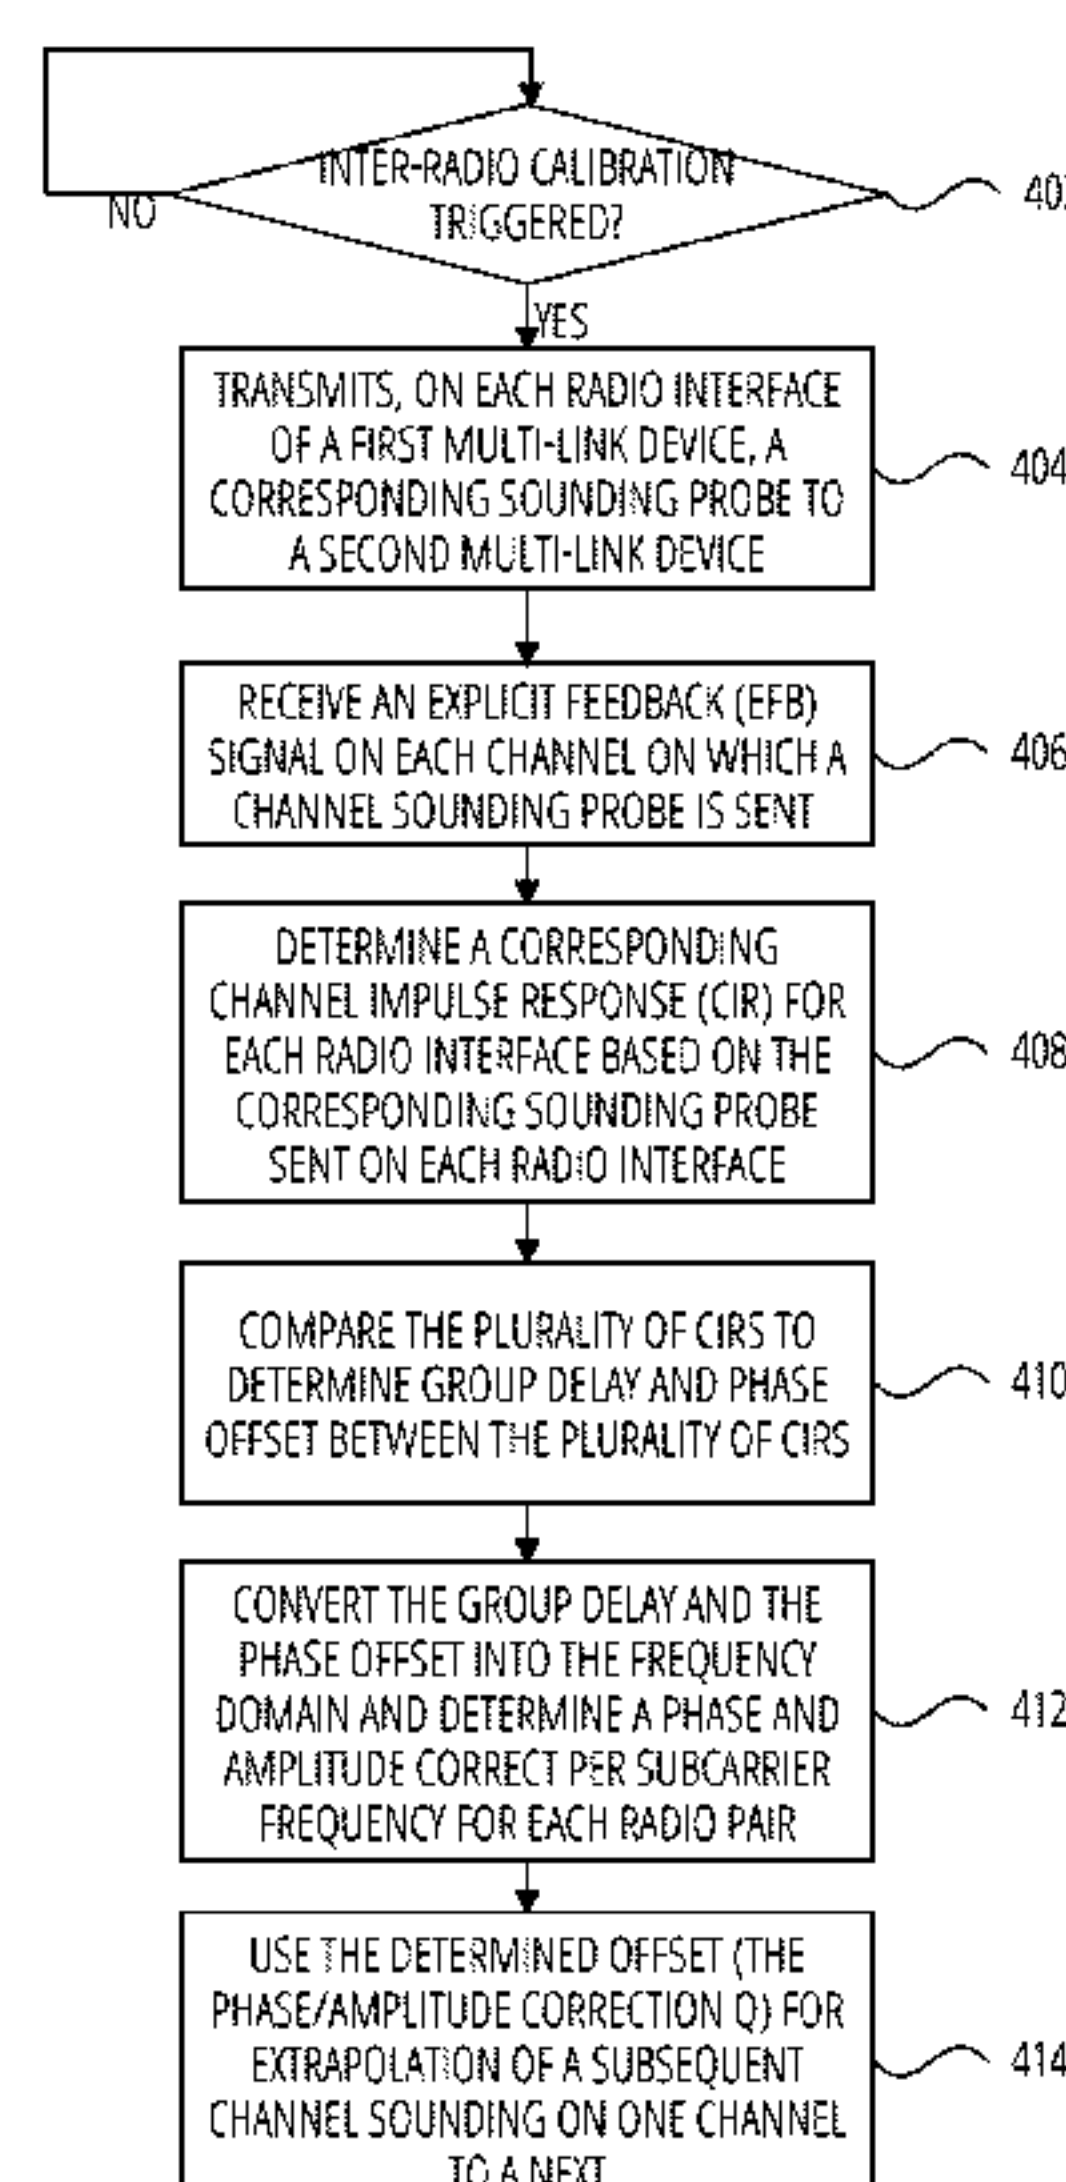 INTER-RADIO CALIBRATION
TRIGGERED?
NO
YES
TRANSMITS, ON EACH RADIO INTERFACE
OF A FIRST MULTI-LINK DEVICE, A
CORRESPONDING SOUNDING PROBE TO
A SECOND MULTI-LINK DEVICE
404
RECEIVE AN EXPLICIT FEEDBACK (EFB)
SIGNAL ON EACH CHANNEL ON WHICH A
CHANNEL SOUNDING PROBE IS SENT
406
DETERMINE A CORRESPONDING
CHANNEL IMPULSE RESPONSE (CIR) FOR
EACH RADIO INTERFACE BASED ON THE
CORRESPONDING SOUNDING PROBE
SENT ON EACH RADIO INTERFACE
408
COMPARE THE PLURALITY OF CIRS TO
DETERMINE GROUP DELAY AND PHASE
OFFSET BETWEEN THE PLURALITY OF CIRS
410
CONVERT THE GROUP DELAY AND THE
PHASE OFFSET INTO THE FREQUENCY
DOMAIN AND DETERMINE A PHASE AND
AMPLITUDE CORRECT PER SUBCARRIER
FREQUENCY FOR EACH RADIO PAIR
412
USE THE DETERMINED OFFSET (THE
PHASE/AMPLITUDE CORRECTION Q) FOR
EXTRAPOLATION OF A SUBSEQUENT
CHANNEL SOUNDING ON ONE CHANNEL
TO A NEXT
414